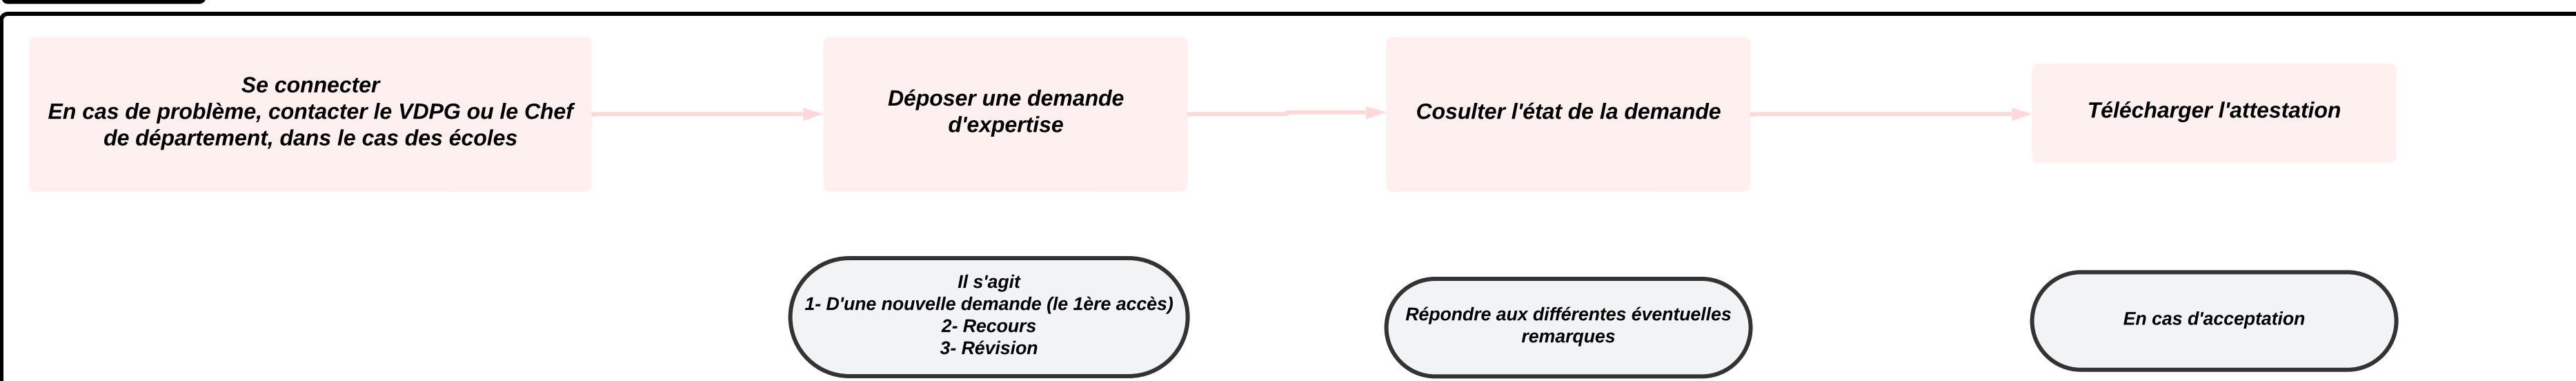 Se connecter
En cas de problème, contacter le VDPG ou le Chef
de département, dans le cas des écoles
Déposer une demande
d'expertise
Cosulter l'état de la demande
Télécharger l'attestation
Il s'agit
1- D'une nouvelle demande (le 1ère accès)
2- Recours
3- Révision
Répondre aux différentes éventuelles
remarques
En cas d'acceptation